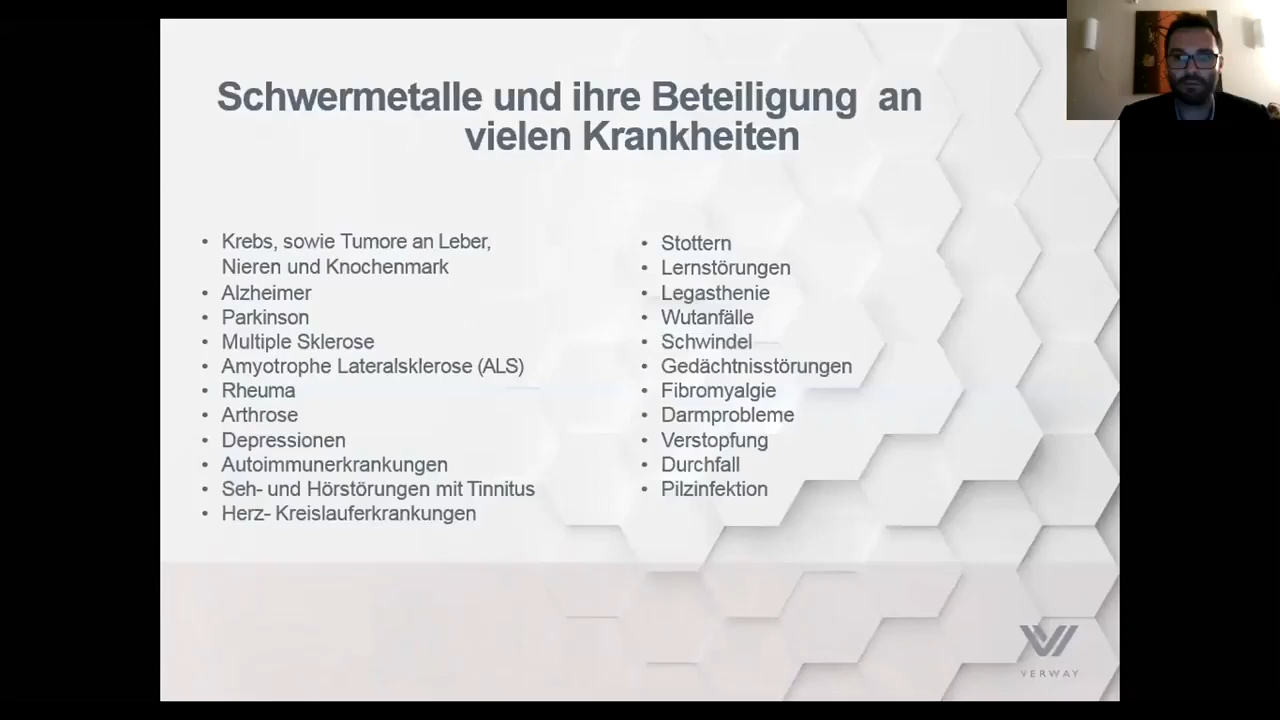 Schwermetalle und ihre Beteiligung an
vielen Krankheiten
• Krebs, sowie Tumore an Leber,
Nieren und Knochenmark
• Alzheimer
• Parkinson
• Multiple Sklerose
• Amyotrophe Lateralsklerose (ALS)
• Rheuma
• Arthrose
• Depressionen
• Autoimmunerkrankungen
• Seh- und Hörstörungen mit Tinnitus
• Herz- Kreislauferkrankungen
• Stottern
• Lernstörungen
• Legasthenie
• Wutanfälle
• Schwindel
• Gedächtnisstörungen
• Fibromyalgie
• Darmprobleme
• Verstopfung
• Durchfall
• Pilzinfektion
VERWAY